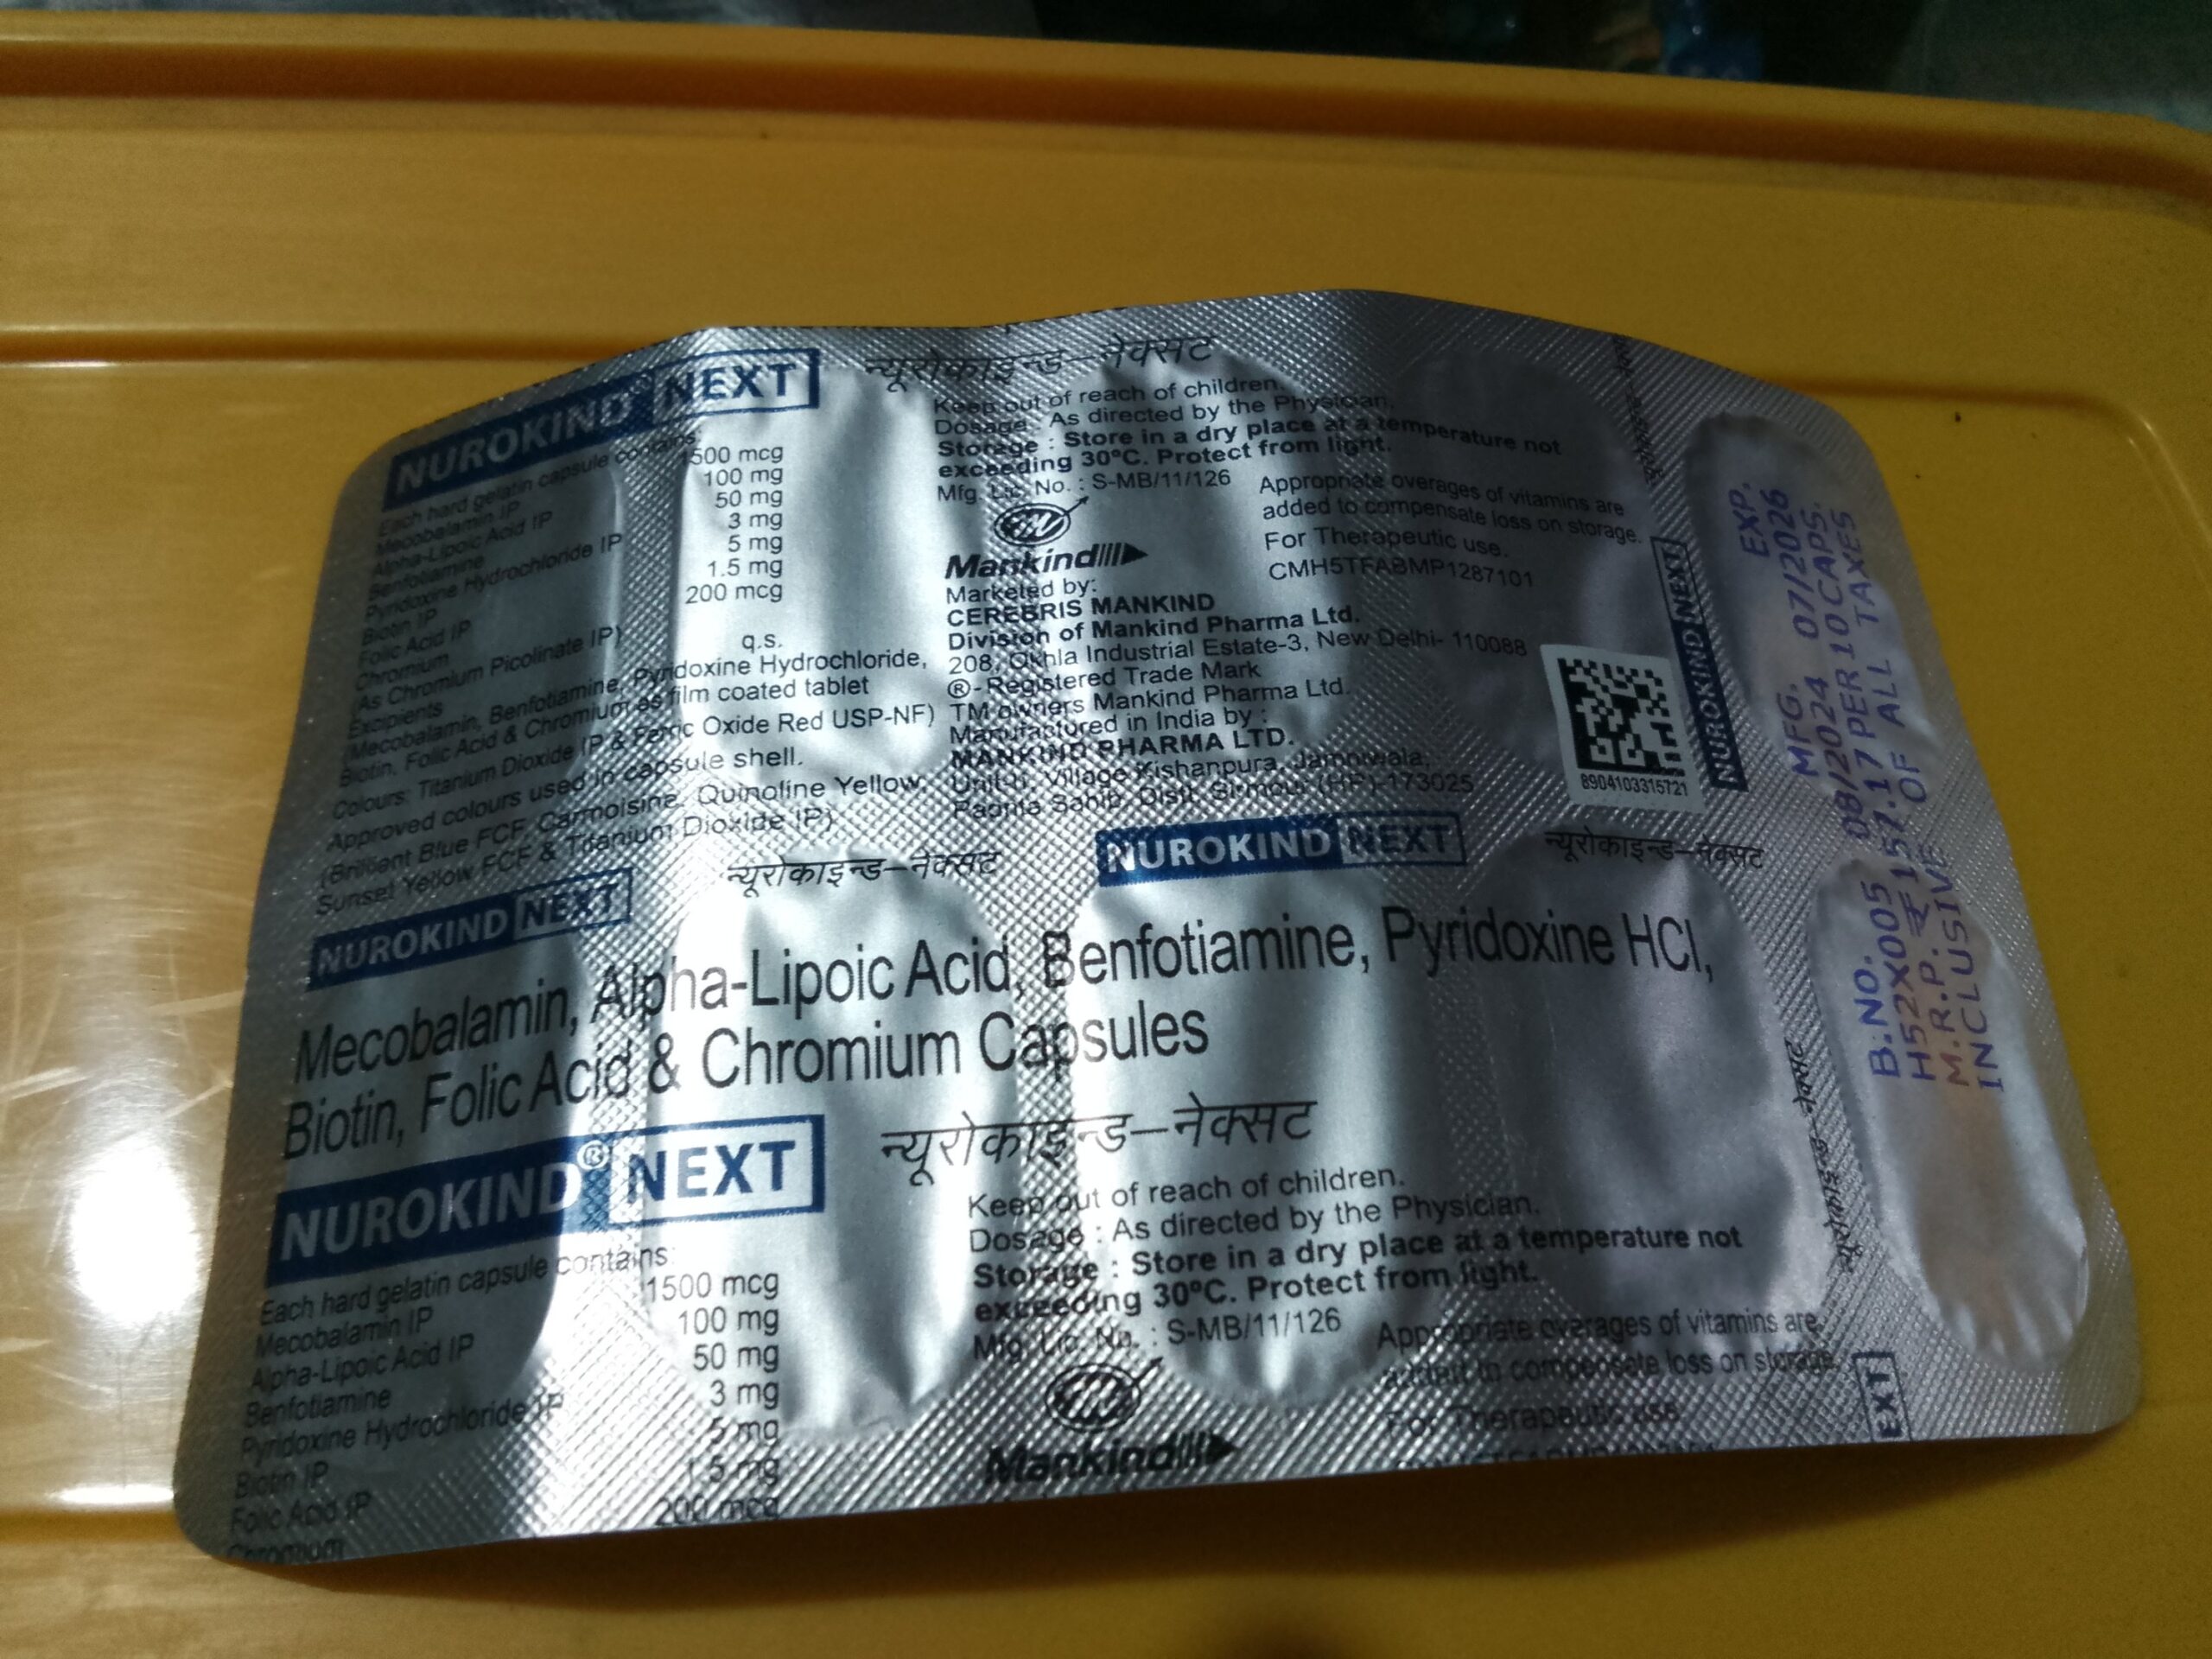 NUROKIND® NEXT
न्यूरोकाइन्ड–नेक्सट
Each hard gelatin capsule contains:
Mecobalamin IP 1500 mcg
Alpha-Lipoic Acid IP 100 mg
Benfotiamine 50 mg
Pyridoxine Hydrochloride IP 3 mg
Biotin IP 5 mg
Folic Acid IP 1.5 mg
Chromium 200 mcg
As Chromium Picolinate IP)
Excipients q.s.
(Mecobalamin, Benfotiamine, Pyridoxine Hydrochloride,
Biotin, Folic Acid & Chromium as film coated tablet
Colours: Titanium Dioxide IP & Ferric Oxide Red USP-NF)
Approved colours used in capsule shell.
(Brilliant Blue FCF, Carmoisine, Quinoline Yellow,
Sunset Yellow FCF & Titanium Dioxide IP)
Keep out of reach of children.
Dosage : As directed by the Physician.
Storage : Store in a dry place at a temperature not
exceeding 30°C. Protect from light.
Mfg. Lic. No. : S-MB/11/126
Appropriate overages of vitamins are
added to compensate loss on storage.
For Therapeutic use.
CMH5TFABMP1287101
Mankind
Marketed by:
CEREBRIS MANKIND
Division of Mankind Pharma Ltd.
208, Okhla Industrial Estate-3, New Delhi- 110088
®-Registered Trade Mark
TM owners Mankind Pharma Ltd.
Manufactured in India by :
MANKIND PHARMA LTD.
Unit-II, Village Kishanpura, Jamniwala,
Paonta Sahib, Distt. Sirmour (HP)-173025
8904103315721
NUROKIND NEXT
EXP.
MFG. 07/2026
08/2024
B.NO.
H52X005
M.R.P. ₹ 157.17 PER 10 CAPS.
INCLUSIVE OF ALL TAXES
NUROKIND NEXT
न्यूरोकाइन्ड–नेक्सट
NUROKIND NEXT
न्यूरोकाइन्ड–नेक्सट
Mecobalamin, Alpha-Lipoic Acid, Benfotiamine, Pyridoxine HCl,
Biotin, Folic Acid & Chromium Capsules
NUROKIND® NEXT
न्यूरोकाइन्ड–नेक्सट
न्यूरोकाइन्ड–नेक्सट
Each hard gelatin capsule contains:
Mecobalamin IP 1500 mcg
Alpha-Lipoic Acid IP 100 mg
Benfotiamine 50 mg
Pyridoxine Hydrochloride IP 3 mg
Biotin IP 5 mg
Folic Acid IP 1.5 mg
Chromium 200 mcg
Keep out of reach of children.
Dosage : As directed by the Physician.
Storage : Store in a dry place at a temperature not
exceeding 30°C. Protect from light.
Mfg. Lic. No. : S-MB/11/126
Appropriate overages of vitamins are
added to compensate loss on storage.
For Therapeutic use.
Mankind
EXT